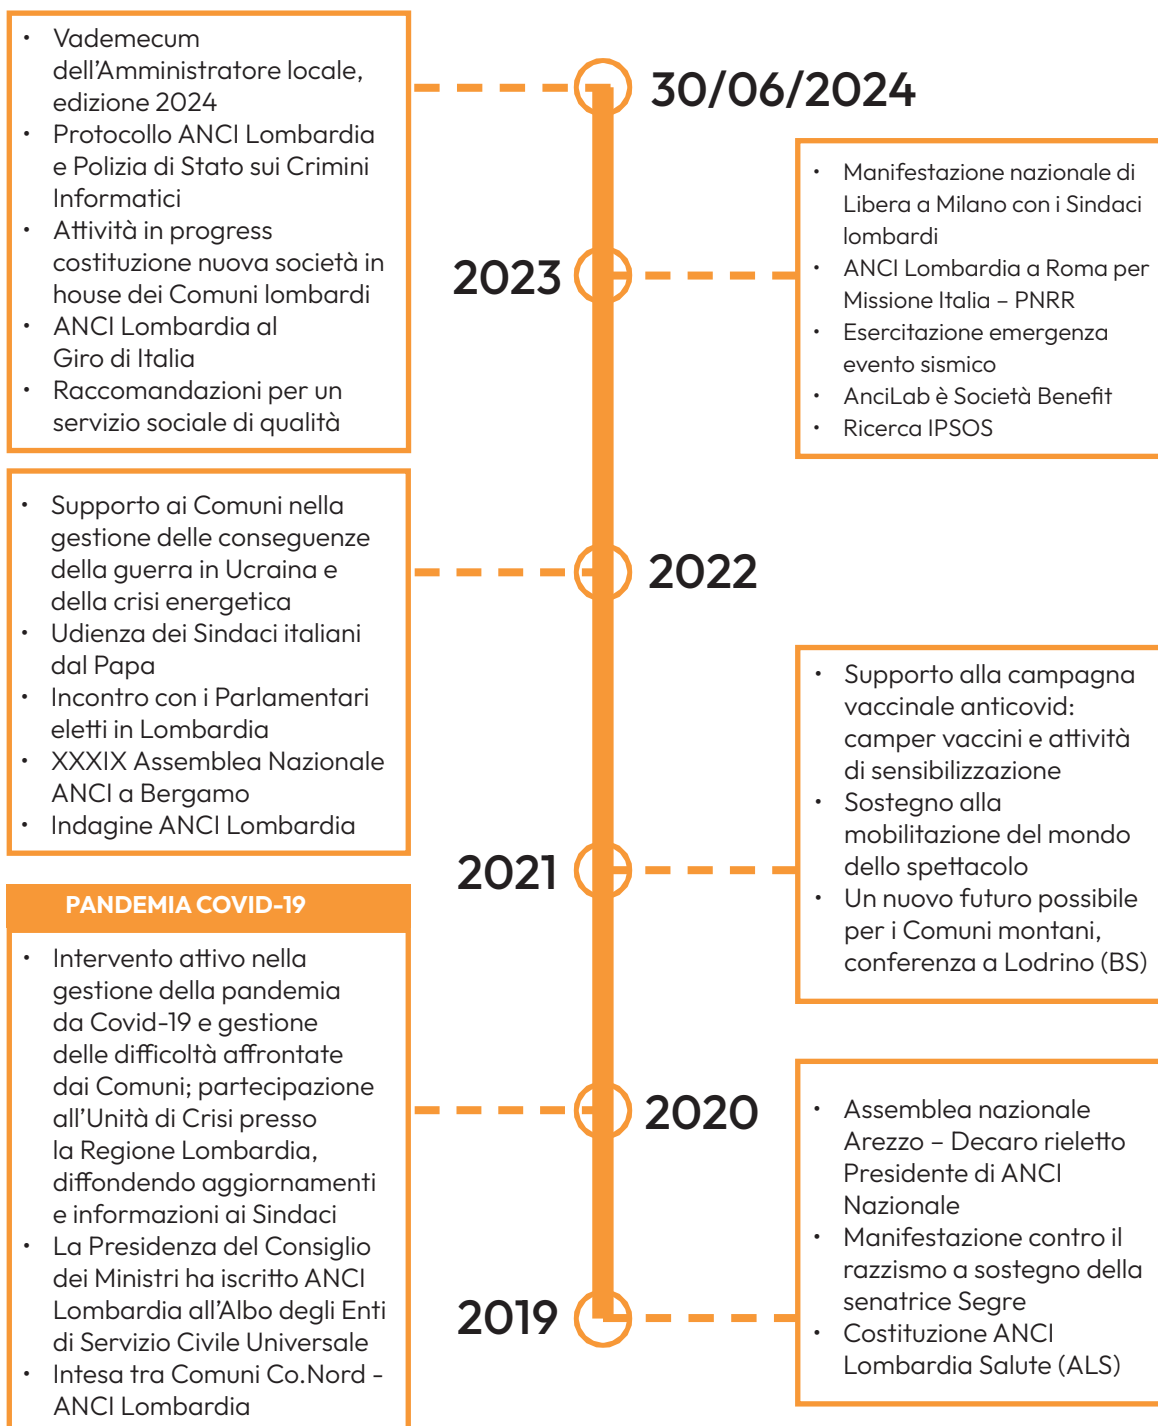 • Vademecum
dell’Amministratore locale,
edizione 2024
• Protocollo ANCI Lombardia
e Polizia di Stato sui Crimini
Informatici
• Attività in progress
costituzione nuova società in
house dei Comuni lombardi
• ANCI Lombardia al
Giro di Italia
• Raccomandazioni per un
servizio sociale di qualità
30/06/2024
2023
• Manifestazione nazionale di
Libera a Milano con i Sindaci
lombardi
• ANCI Lombardia a Roma per
Missione Italia – PNRR
• Esercitazione emergenza
evento sismico
• AnciLab è Società Benefit
• Ricerca IPSOS
• Supporto ai Comuni nella
gestione delle conseguenze
della guerra in Ucraina e
della crisi energetica
• Udienza dei Sindaci italiani
dal Papa
• Incontro con i Parlamentari
eletti in Lombardia
• XXXIX Assemblea Nazionale
ANCI a Bergamo
• Indagine ANCI Lombardia
2022
2021
• Supporto alla campagna
vaccinale anticovid:
camper vaccini e attività
di sensibilizzazione
• Sostegno alla
mobilitazione del mondo
dello spettacolo
• Un nuovo futuro possibile
per i Comuni montani,
conferenza a Lodrino (BS)
PANDEMIA COVID-19
• Intervento attivo nella
gestione della pandemia
da Covid-19 e gestione
delle difficoltà affrontate
dai Comuni; partecipazione
all’Unità di Crisi presso
la Regione Lombardia,
diffondendo aggiornamenti
e informazioni ai Sindaci
• La Presidenza del Consiglio
dei Ministri ha iscritto ANCI
Lombardia all’Albo degli Enti
di Servizio Civile Universale
• Intesa tra Comuni Co.Nord -
ANCI Lombardia
2020
2019
• Assemblea nazionale
Arezzo – Decaro rieletto
Presidente di ANCI
Nazionale
• Manifestazione contro il
razzismo a sostegno della
senatrice Segre
• Costituzione ANCI
Lombardia Salute (ALS)